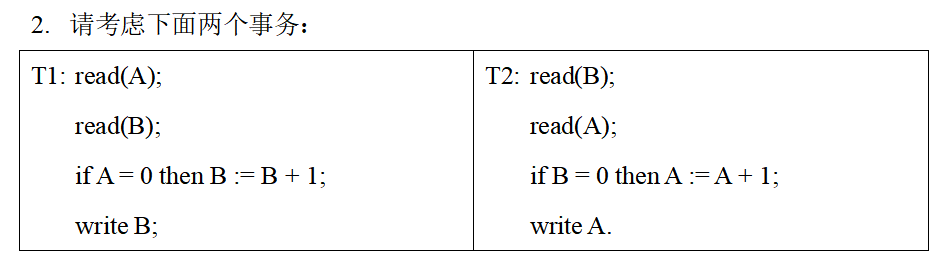 2. 请考虑下面两个事务：
T1: read(A);
read(B);
if A = 0 then B := B + 1;
write B;
T2: read(B);
read(A);
if B = 0 then A := A + 1;
write A.